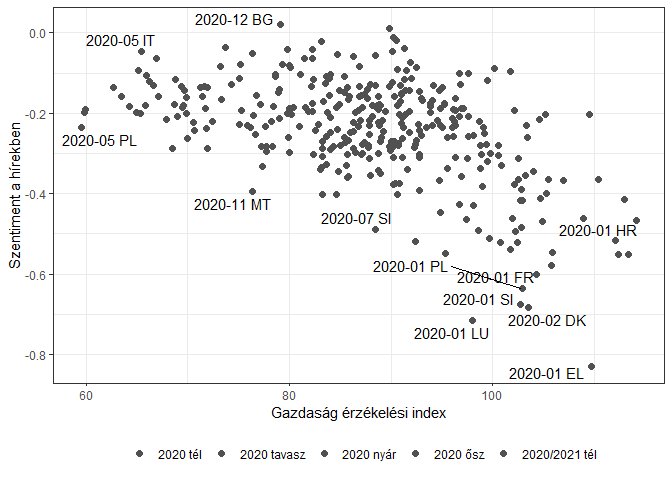 2020-12 BG
2020-05 IT
0.0
-0.2
2020-05 PL
-0.4
2020-11 MT
2020-07 SI
2020-01 HR
2020-01 PL
2020-01 FR
-0.6
2020-01 SI
2020-02 DK
2020-01 LU
-0.8
2020-01 EL
Szentiment a hírekben
60 80 100
Gazdaság érzékelési index
2020 tél 2020 tavasz 2020 nyár 2020 ősz 2020/2021 tél